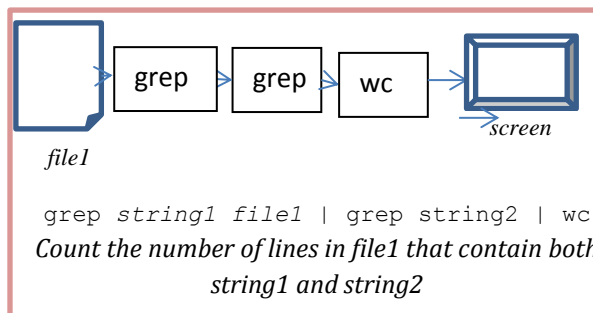 grep
grep
wc
screen
file1
grep string1 file1 | grep string2 | wc
Count the number of lines in file1 that contain both
string1 and string2